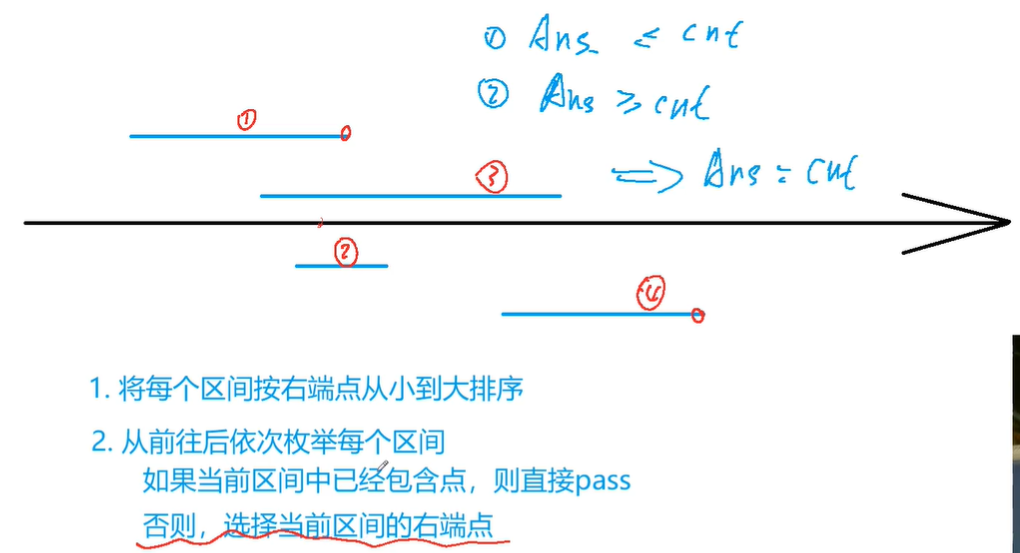 ① Ans ≤ cnt
② Ans ≥ cnt
①
③
⇒ Ans = cnt
②
④
1. 将每个区间按右端点从小到大排序
2. 从前往后依次枚举每个区间
如果当前区间中已经包含点，则直接pass
否则，选择当前区间的右端点